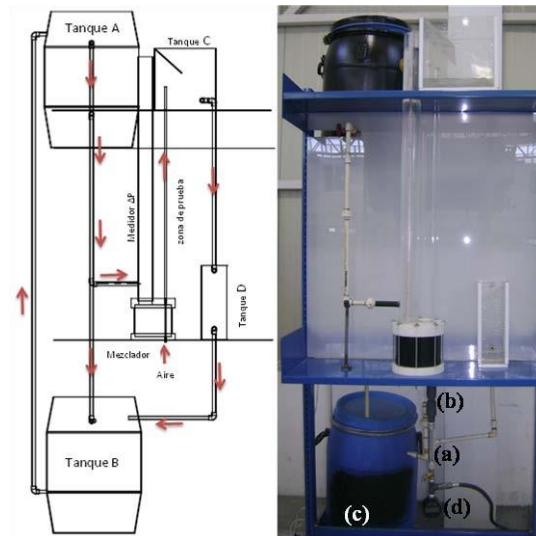 Tanque A
Tanque C
Medidor ΔP
zona de prueba
Tanque D
Mezclador
Aire
Tanque B
(b)
(a)
(c)
(d)